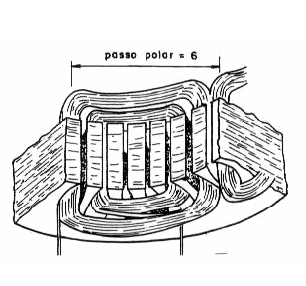 passo polar = 6